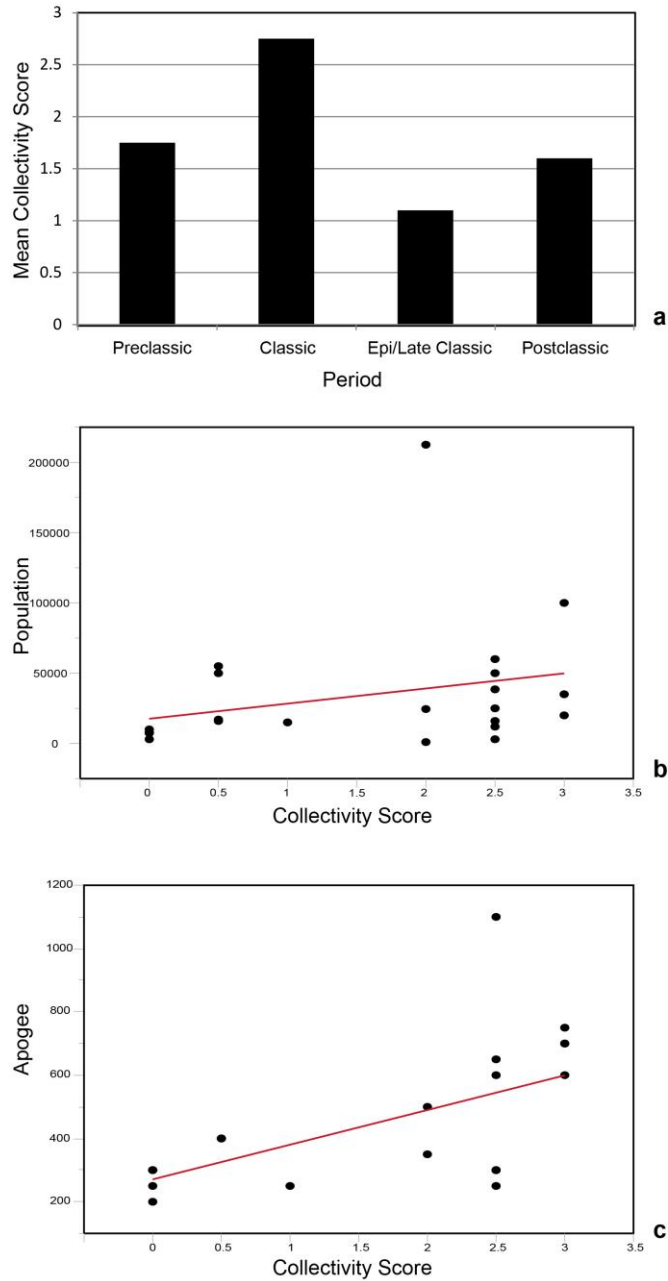 3
2.5
2
1.5
1
0.5
0
Mean Collectivity Score
Preclassic Classic Epi/Late Classic Postclassic
Period
a
200000
150000
100000
50000
0
Population
0 0.5 1 1.5 2 2.5 3 3.5
Collectivity Score
b
1200
1000
800
600
400
200
Apogee
0 0.5 1 1.5 2 2.5 3 3.5
Collectivity Score
c